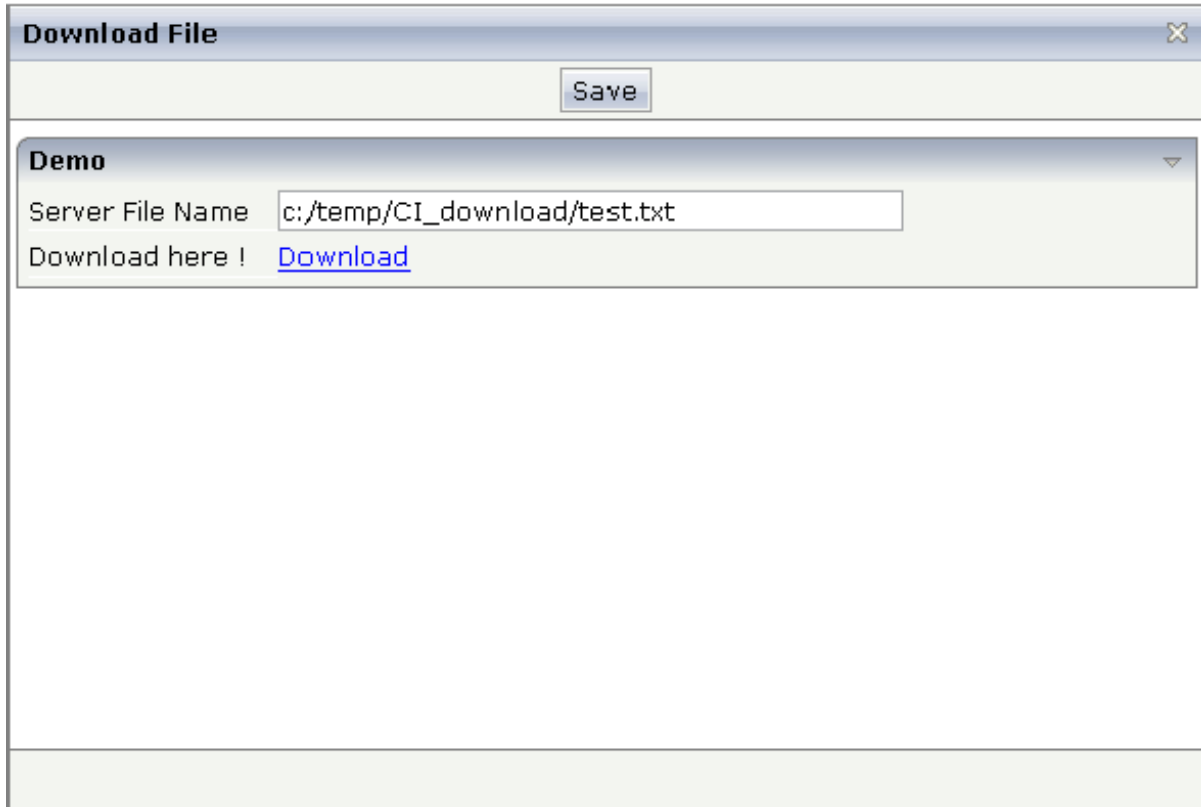 Download File
Save
Demo
Server File Name c:/temp/CI_download/test.txt
Download here ! Download